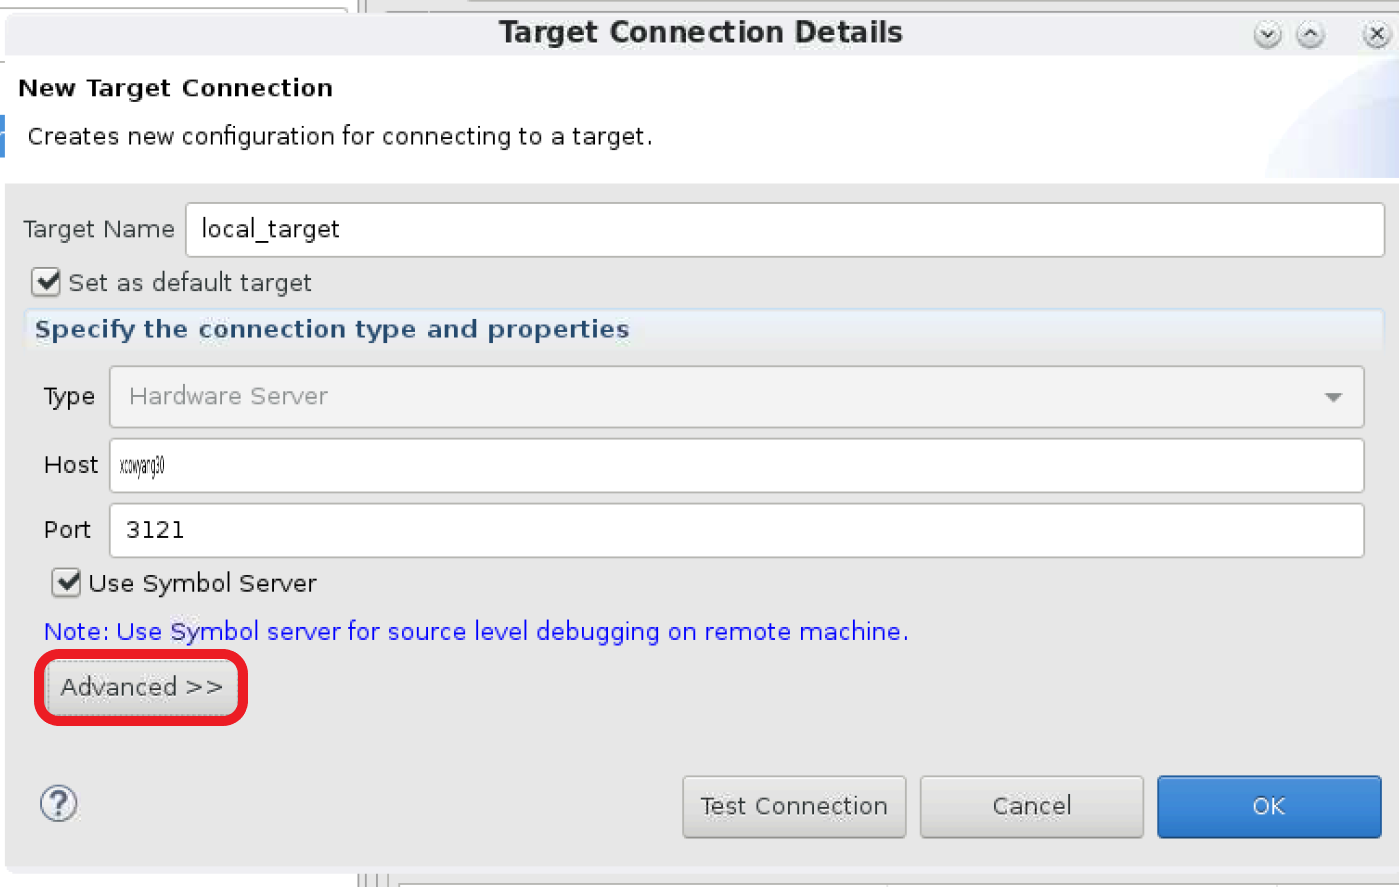 Target Connection Details
New Target Connection
Creates new configuration for connecting to a target.
Target Name local_target
Set as default target
Specify the connection type and properties
Type Hardware Server
Host xcowyang30
Port 3121
Use Symbol Server
Note: Use Symbol server for source level debugging on remote machine.
Advanced >>
? Test Connection Cancel OK